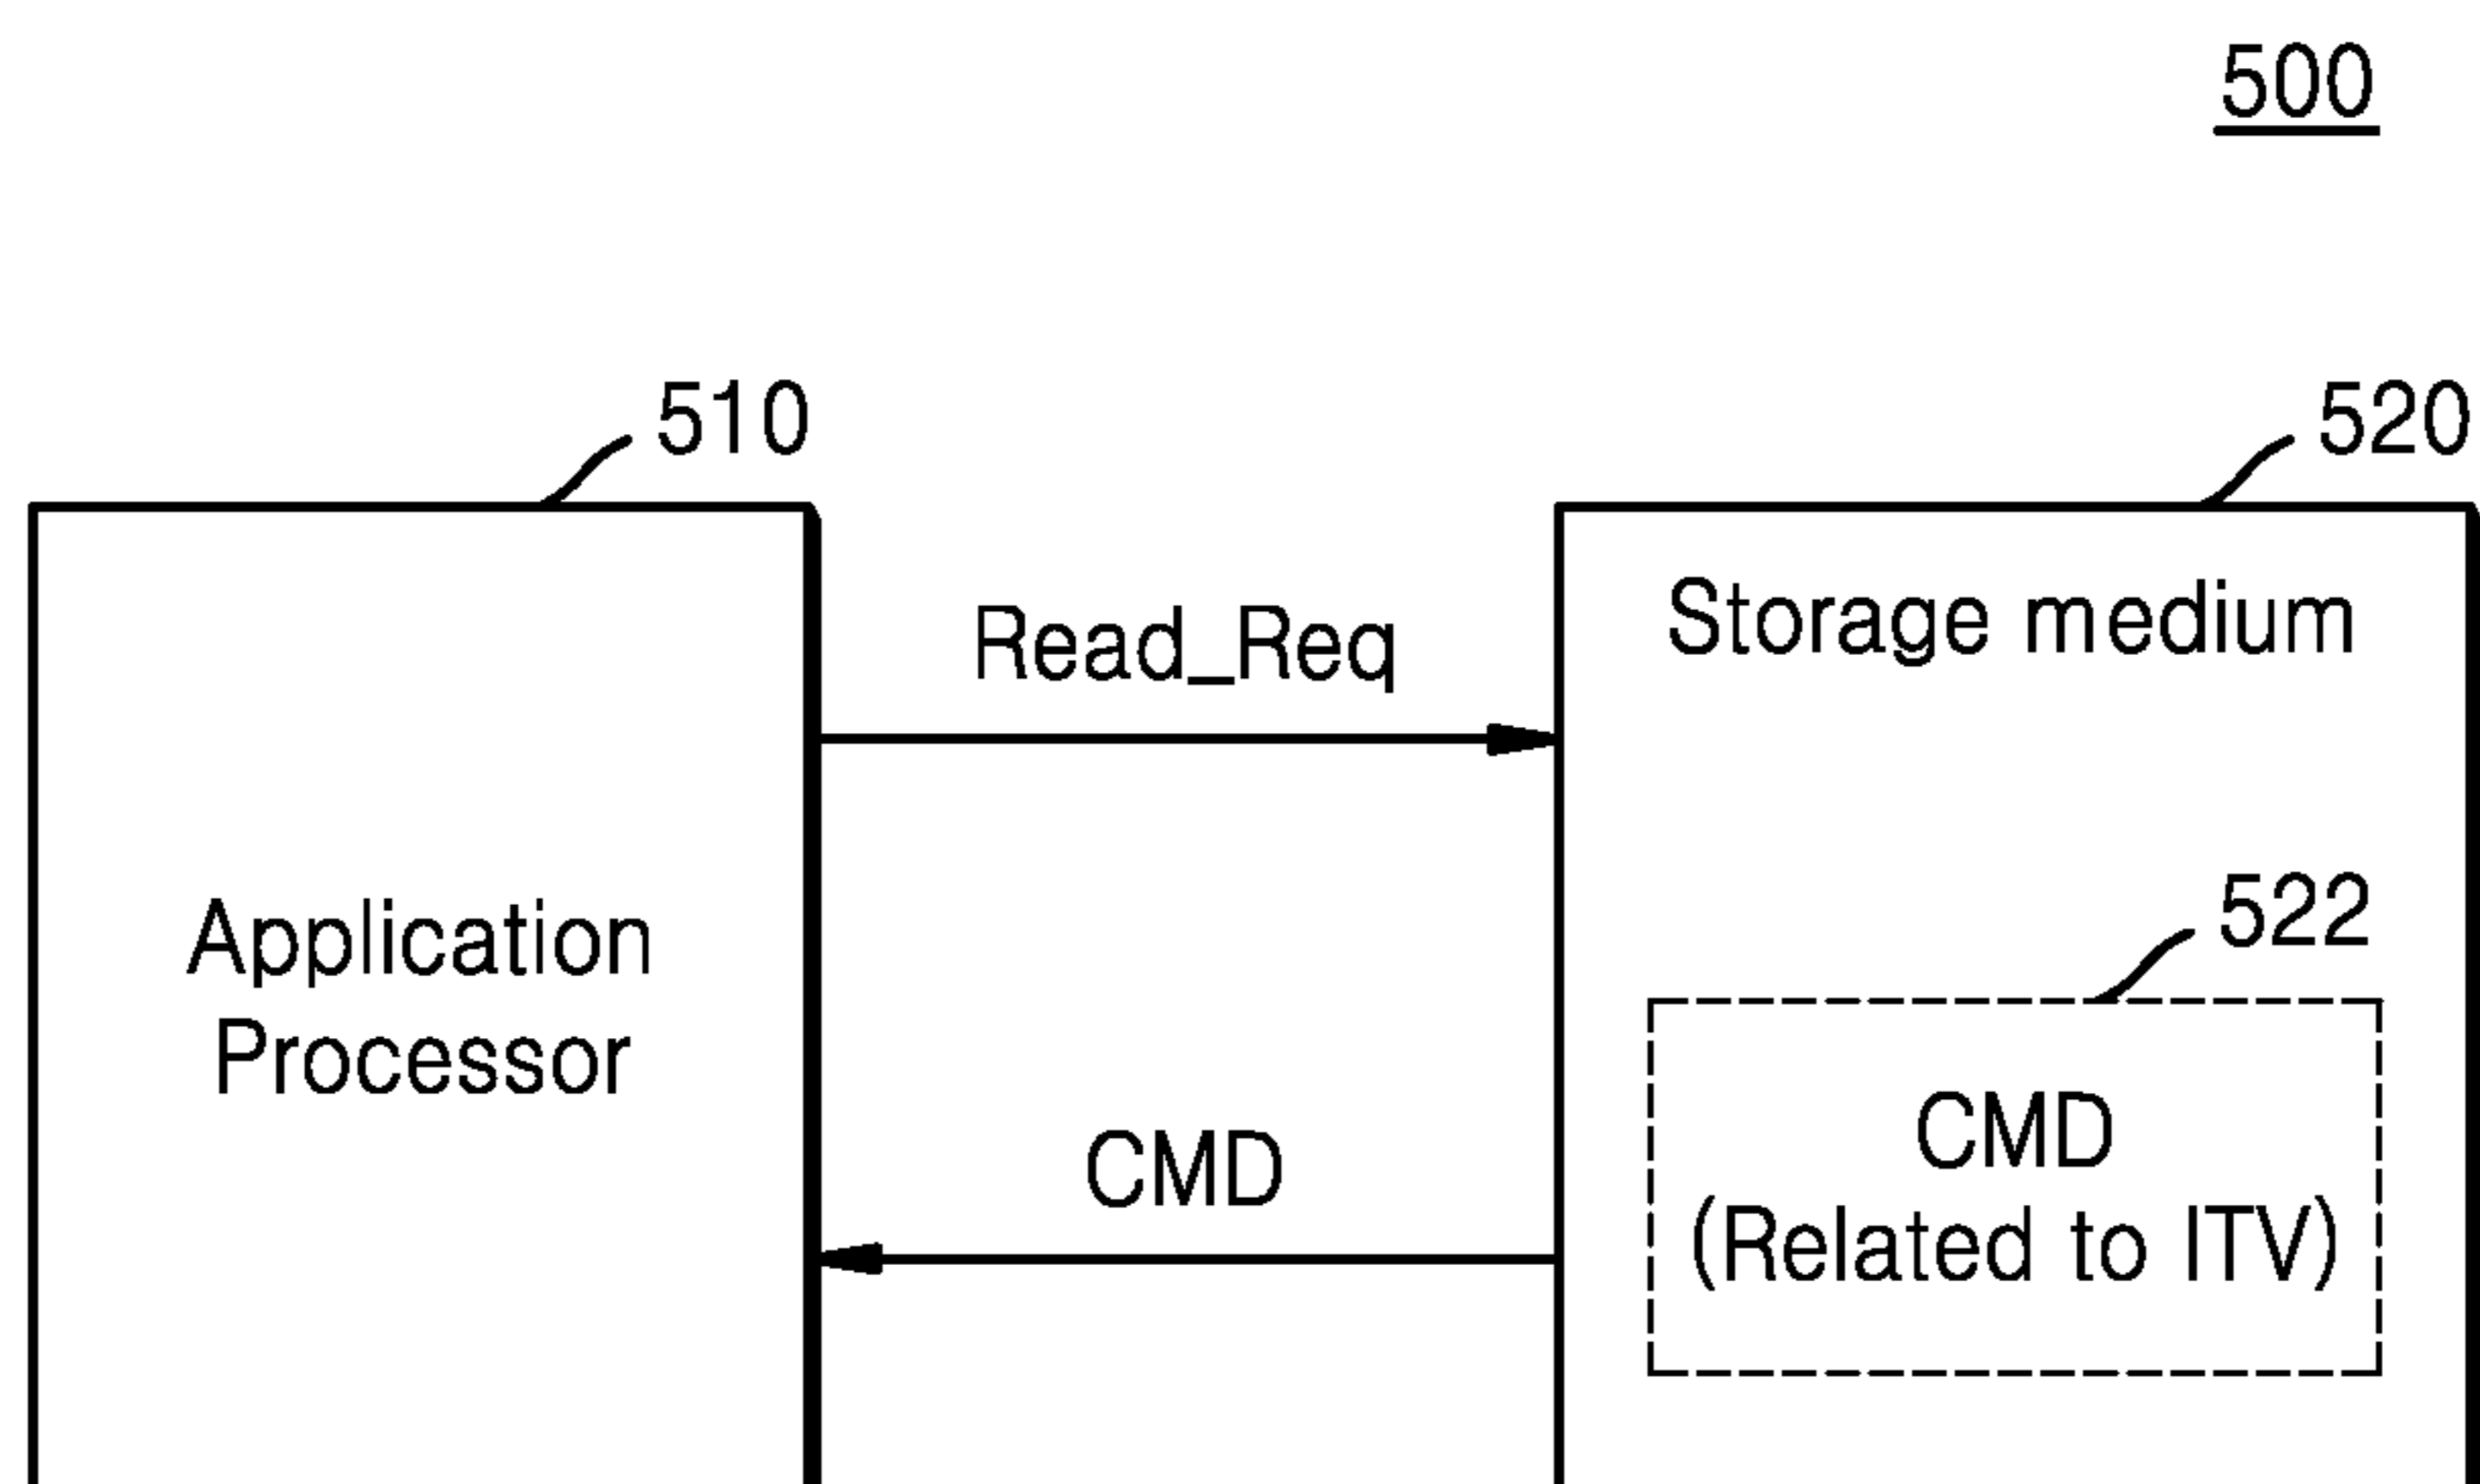 500
510
520
Read_Req
Storage medium
522
Application
Processor
CMD
CMD
(Related to ITV)